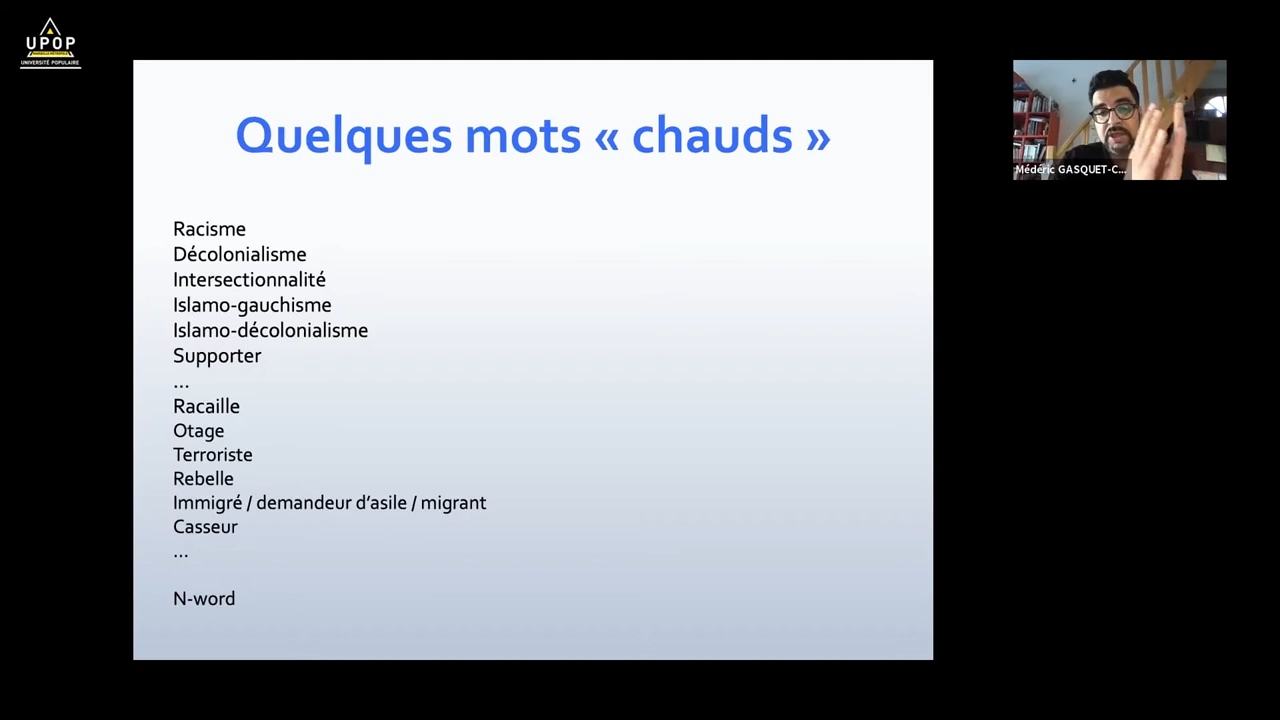 UPOP
UNIVERSITÉ POPULAIRE
Quelques mots « chauds »
Racisme
Décolonialisme
Intersectionnalité
Islamo-gauchisme
Islamo-décolonialisme
Supporter
...
Racaille
Otage
Terroriste
Rebelle
Immigré / demandeur d’asile / migrant
Casseur
...
N-word
Médéric GASQUET-C...